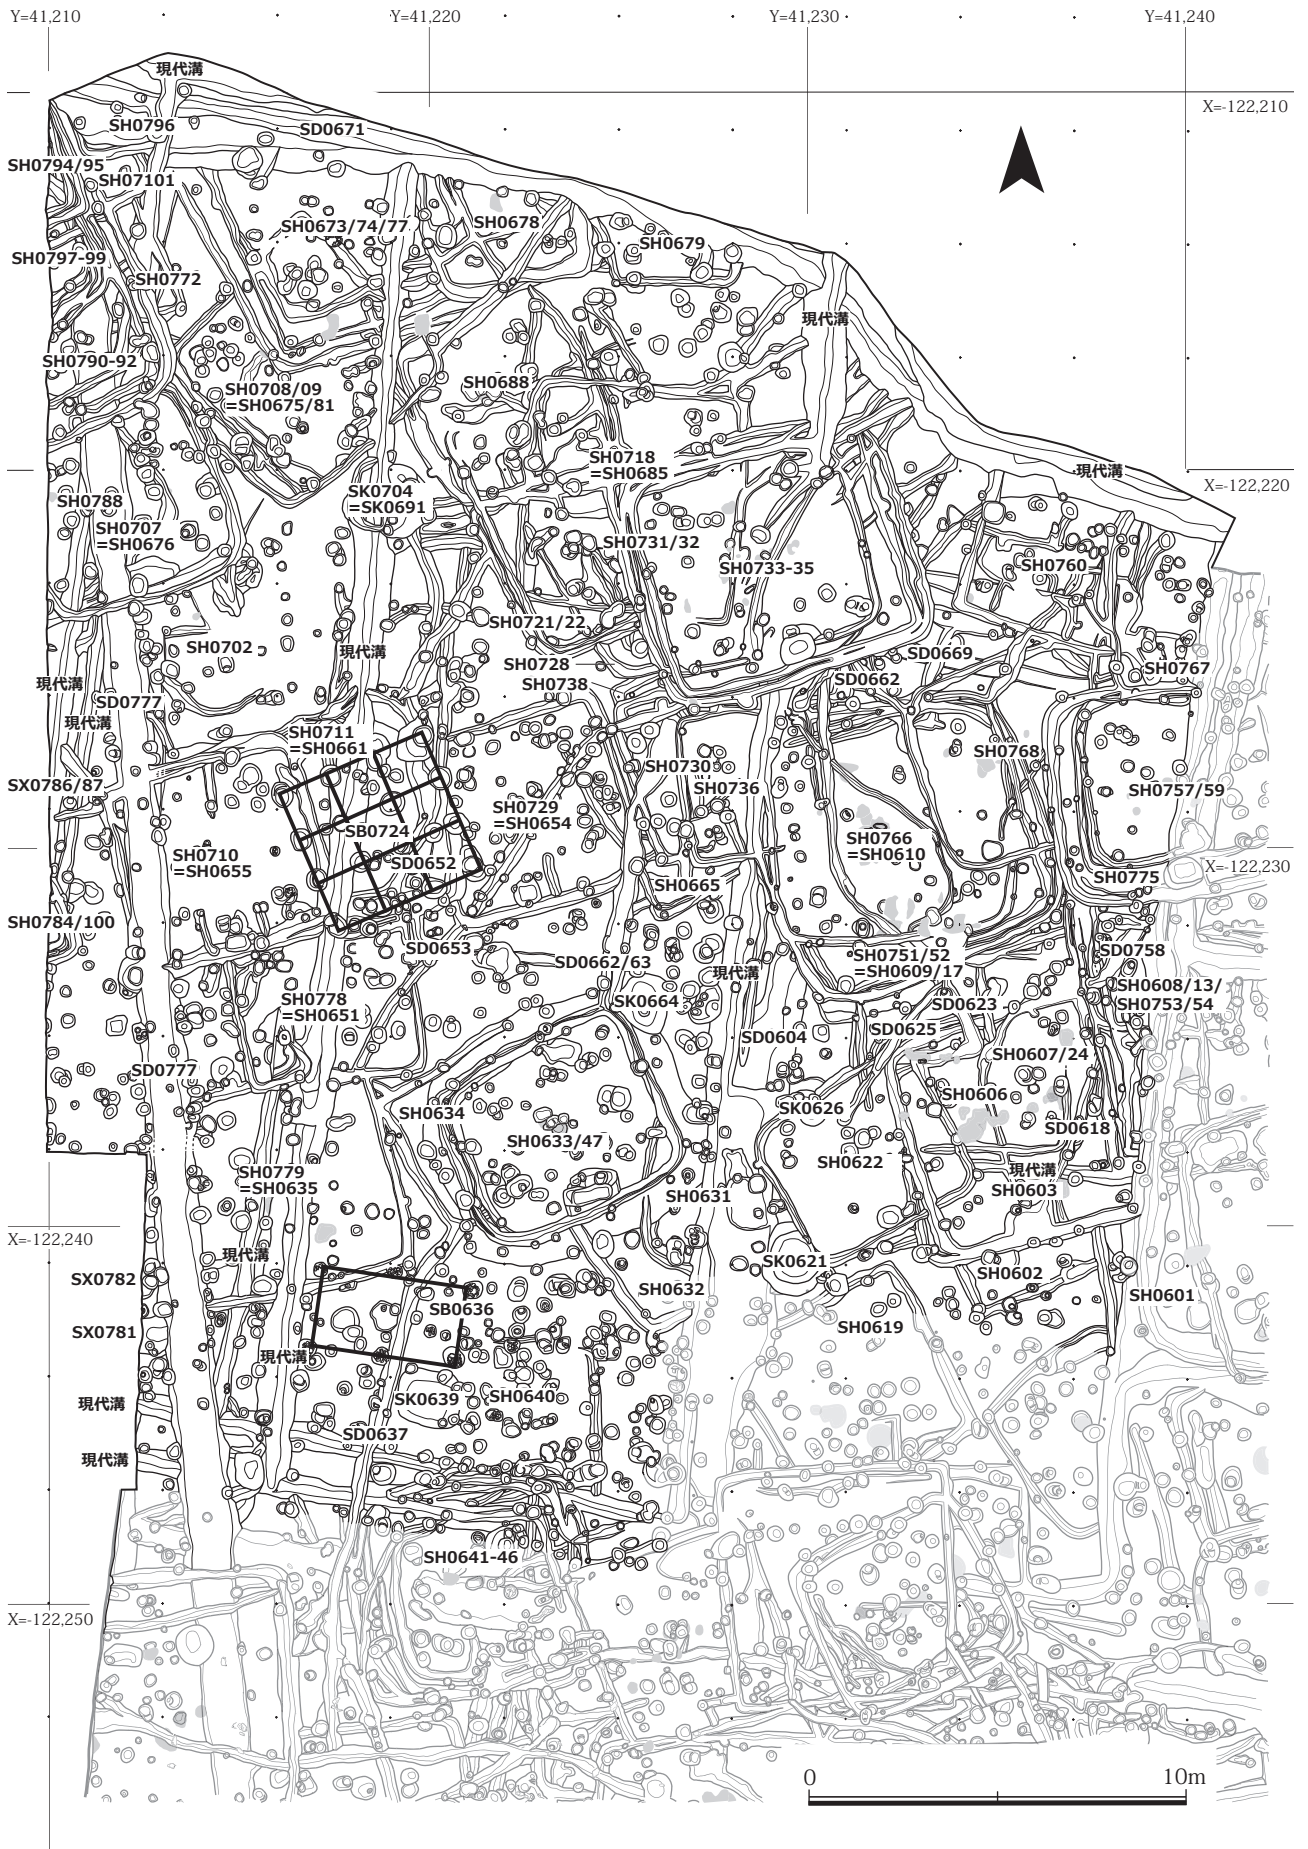 Y=41,210
Y=41,220
Y=41,230
Y=41,240
現代溝
X=-122,210
SH0796
SD0671
SH0794/95
SH07101
SH0673/74/77
SH0678
SH0679
SH0797-99
SH0772
現代溝
SH0790-92
SH0708/09
=SH0675/81
SH0688
SH0718
=SH0685
現代溝
X=-122,220
SK0704
=SK0691
SH0788
SH0707
=SH0676
SH0731/32
SH0733-35
SH0760
SH0721/22
SH0702
現代溝
SH0728
SD0669
SH0767
現代溝
SH0738
SD0662
SD0777
現代溝
SH0711
=SH0661
SH0768
SH0730
SX0786/87
SH0736
SH0757/59
SH0729
=SH0654
SB0724
SH0766
=SH0610
SH0710
=SH0655
SD0652
X=-122,230
SH0665
SH0775
SH0784/100
SD0653
SD0662/63
SH0751/52
=SH0609/17
SD0758
現代溝
SH0608/13/
SH0753/54
SH0778
=SH0651
SK0664
SD0623
SD0604
SD0625
SH0607/24
SD0777
SH0606
SH0634
SK0626
SD0618
SH0633/47
SH0622
SH0779
=SH0635
現代溝
SH0603
SH0631
X=-122,240
現代溝
SK0621
SH0602
SX0782
SH0632
SH0601
SB0636
SX0781
SH0619
現代溝
現代溝
SK0639
SH0640
SD0637
現代溝
SH0641-46
X=-122,250
0
10m